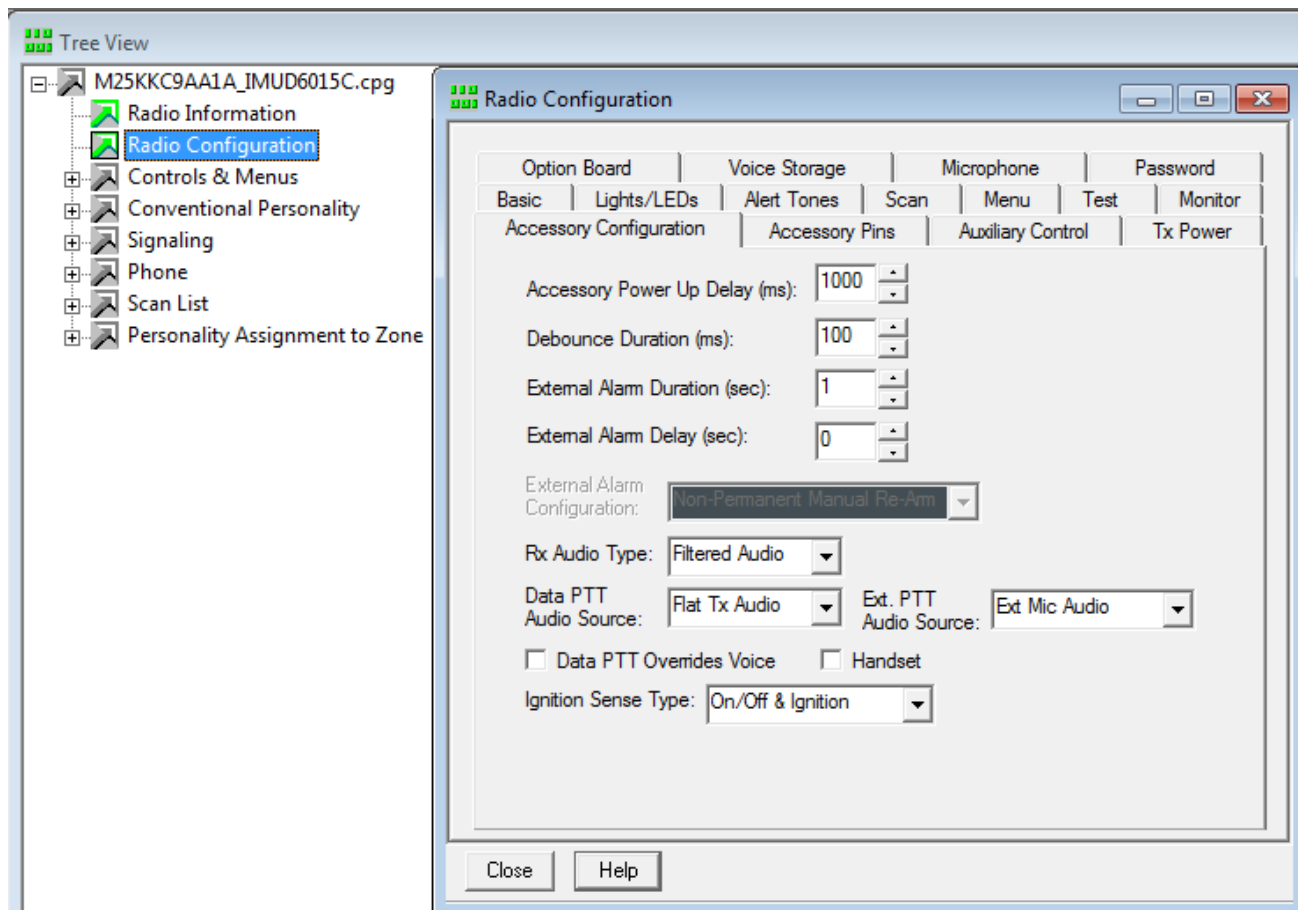 Tree View
M25KKC9AA1A_IMUD6015C.cpg
Radio Information
Radio Configuration
Controls & Menus
Conventional Personality
Signaling
Phone
Scan List
Personality Assignment to Zone
Radio Configuration
Option Board Voice Storage Microphone Password
Basic Lights/LEDs Alert Tones Scan Menu Test Monitor
Accessory Configuration Accessory Pins Auxiliary Control Tx Power
Accessory Power Up Delay (ms): 1000
Debounce Duration (ms): 100
External Alarm Duration (sec): 1
External Alarm Delay (sec): 0
External Alarm
Configuration: Non-Permanent Manual Re-Arm
Rx Audio Type: Filtered Audio
Data PTT
Audio Source: Flat Tx Audio
Ext. PTT
Audio Source: Ext Mic Audio
Data PTT Overrides Voice Handset
Ignition Sense Type: On/Off & Ignition
Close Help